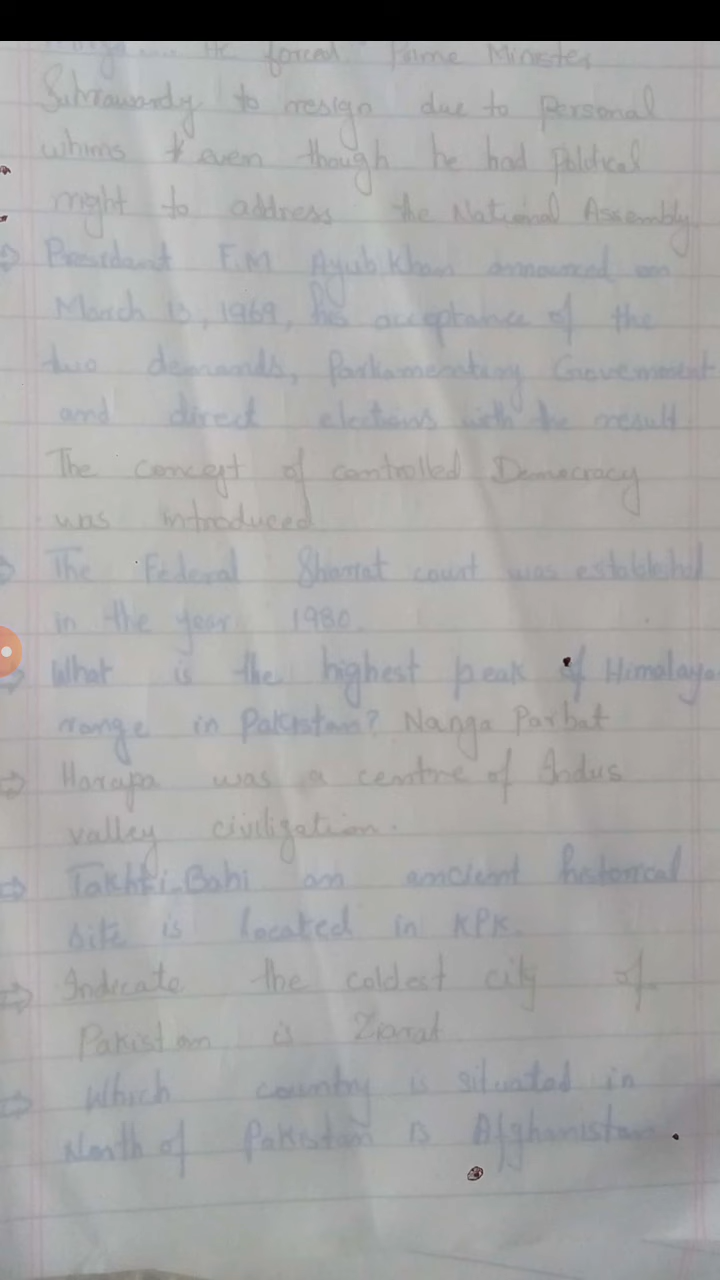 He forced Prime Minister
Suhrawardy to resign due to personal
whims & even though he had political
right to address the National Assembly
⇒ President F.M Ayub Khan announced on
March 13, 1969, his acceptance of the
two demands, Parliamentary Government
and direct elections with the result
The concept of controlled Democracy
was introduced
⇒ The Federal Shariat court was established
in the year 1980.
⇒ What is the highest peak of Himalaya
range in Pakistan? Nanga Parbat
⇒ Harapa was a centre of Indus
valley civilization.
⇒ Takhti-Bahi an ancient historical
site is located in KPK.
⇒ Indicate the coldest city of
Pakistan is Ziarat
⇒ Which country is situated in
North of Pakistan is Afghanistan.